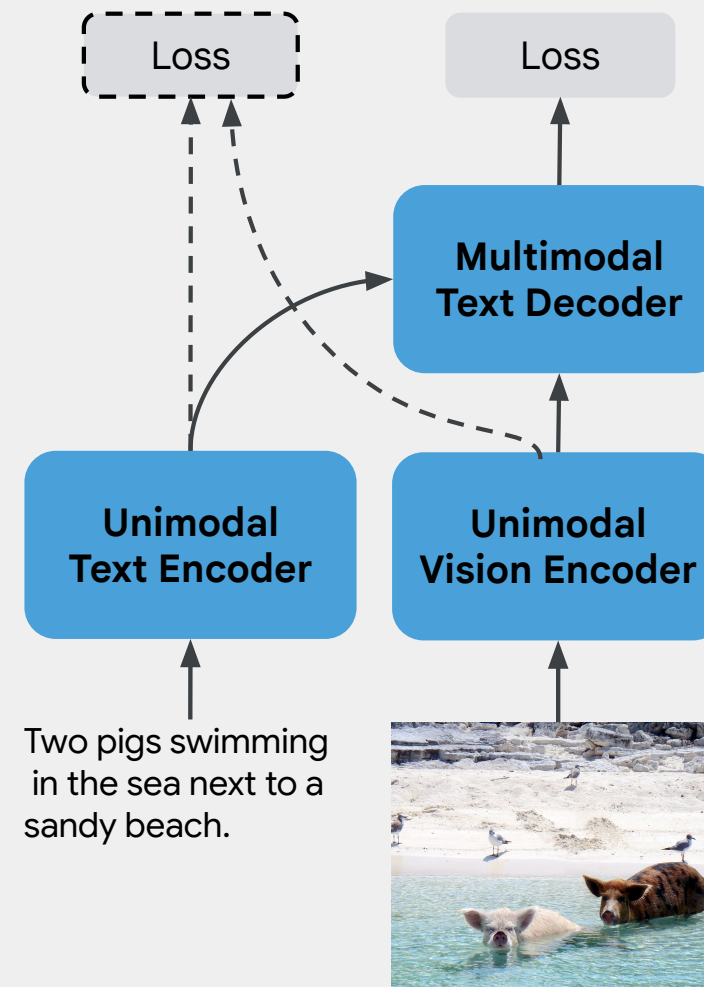 Loss
Loss
Multimodal
Text Decoder
Unimodal
Text Encoder
Unimodal
Vision Encoder
Two pigs swimming
in the sea next to a
sandy beach.